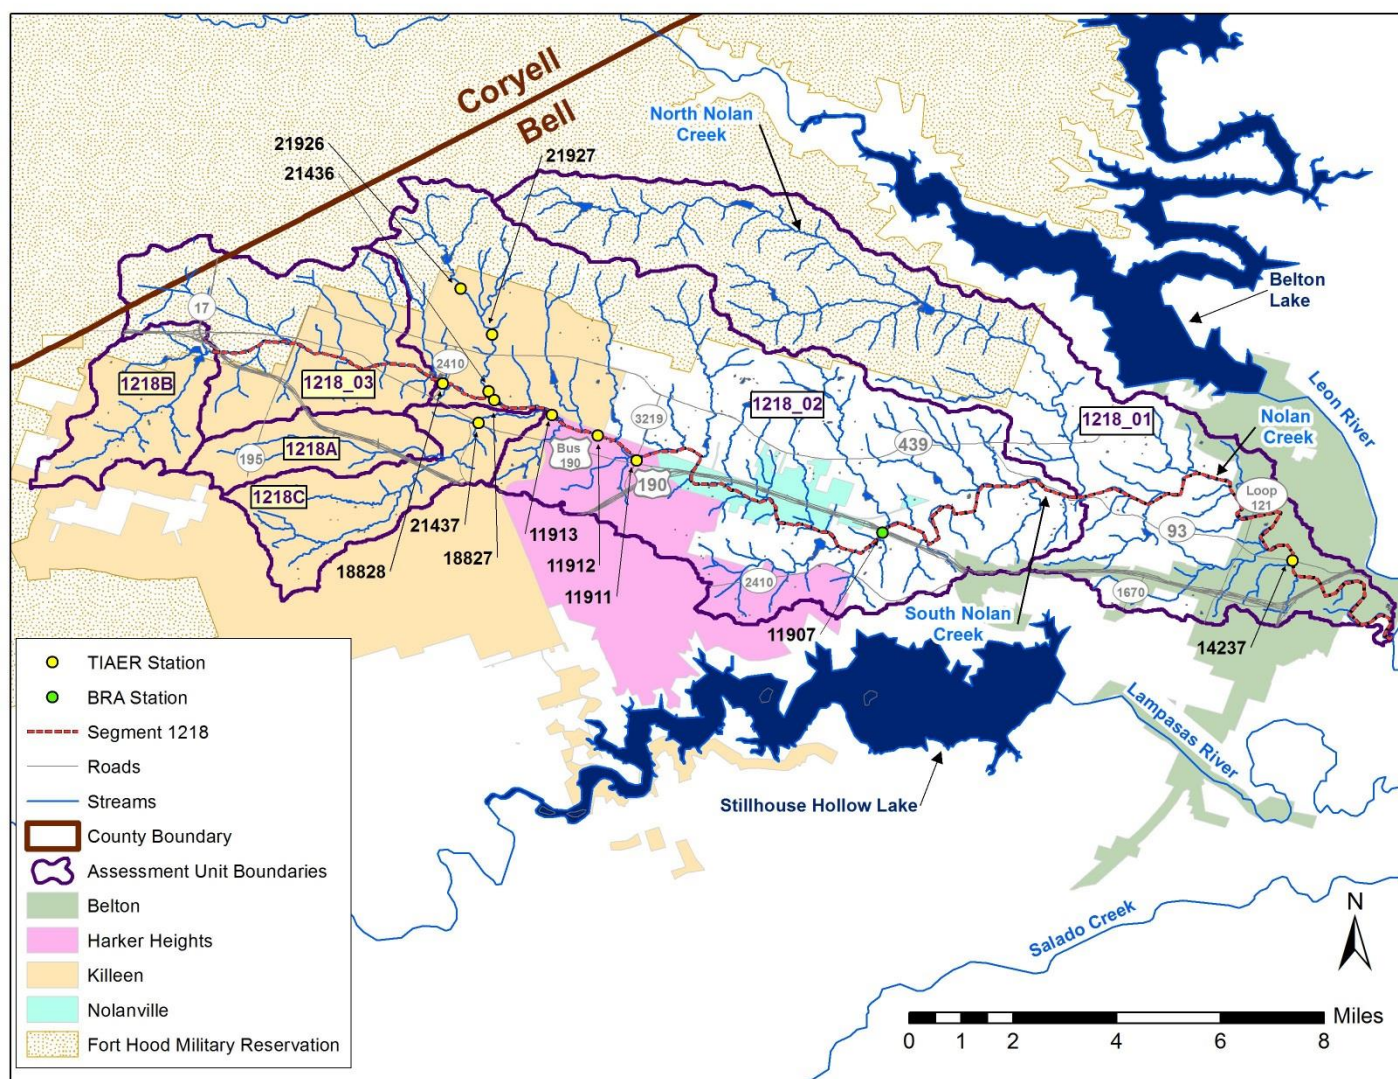 Coryell
Bell
21926
21436
21927
North Nolan
Creek
Belton
Lake
Leon River
17
2410
1218B
1218_03
1218_02
1218_01
3219
439
Nolan
Creek
195
1218A
Bus
190
190
Loop
121
1218C
93
21437
18827
18828
11913
11912
11911
2410
1670
11907
South Nolan
Creek
14237
Lampasas
River
Stillhouse Hollow Lake
Salado Creek
N
TIAER Station
BRA Station
Segment 1218
Roads
Streams
County Boundary
Assessment Unit Boundaries
Belton
Harker Heights
Killeen
Nolanville
Fort Hood Military Reservation
Miles
0 1 2 4 6 8